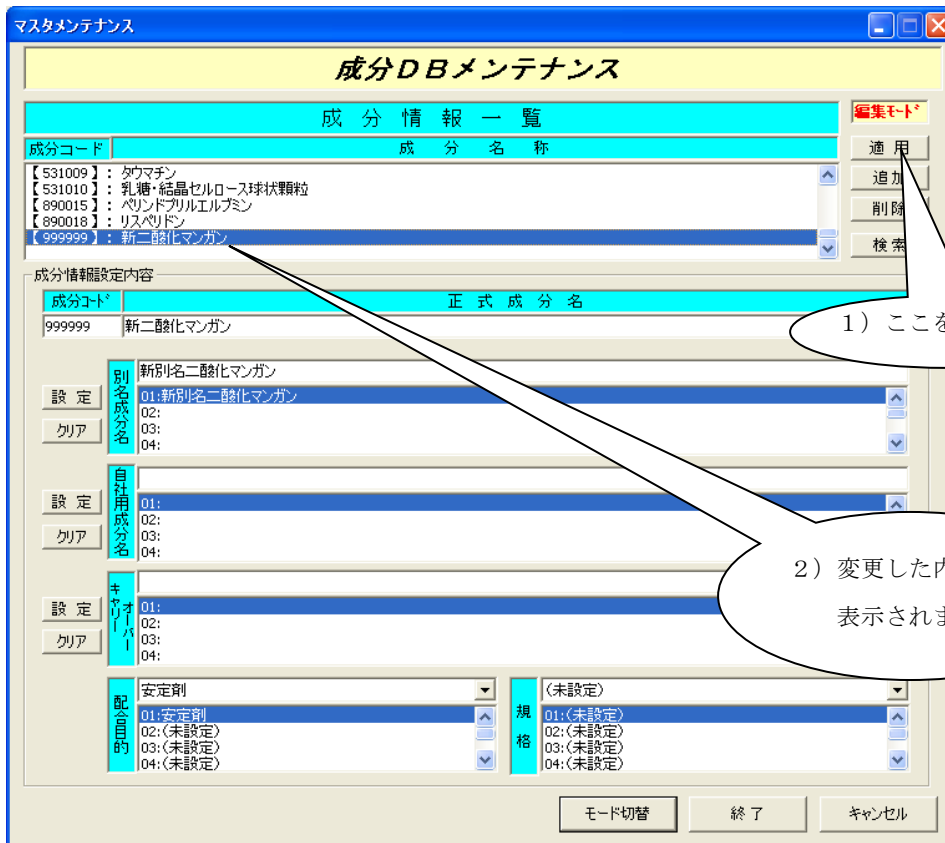 マスタメンテナンス
成分ＤＢメンテナンス
成分情報一覧
編集ﾓｰﾄﾞ
成分コード 成分名称
適用
【531009】：タウマチン
【531010】：乳糖・結晶セルロース球状顆粒
【890015】：ペリンドプリルエルブミン
【890018】：リスペリドン
【999999】：新二酸化マンガン
追加
削除
検索
成分情報設定内容
成分ｺｰﾄﾞ 正式成分名
999999 新二酸化マンガン
１）ここを
別名成分名
新別名二酸化マンガン
設定
クリア
01:新別名二酸化マンガン
02:
03:
04:
自社用成分名
設定
クリア
01:
02:
03:
04:
２）変更した内
表示されま
キャリーオーバー
設定
クリア
01:
02:
03:
04:
配合目的
安定剤
01:安定剤
02:(未設定)
03:(未設定)
04:(未設定)
規格
(未設定)
01:(未設定)
02:(未設定)
03:(未設定)
04:(未設定)
モード切替 終了 キャンセル